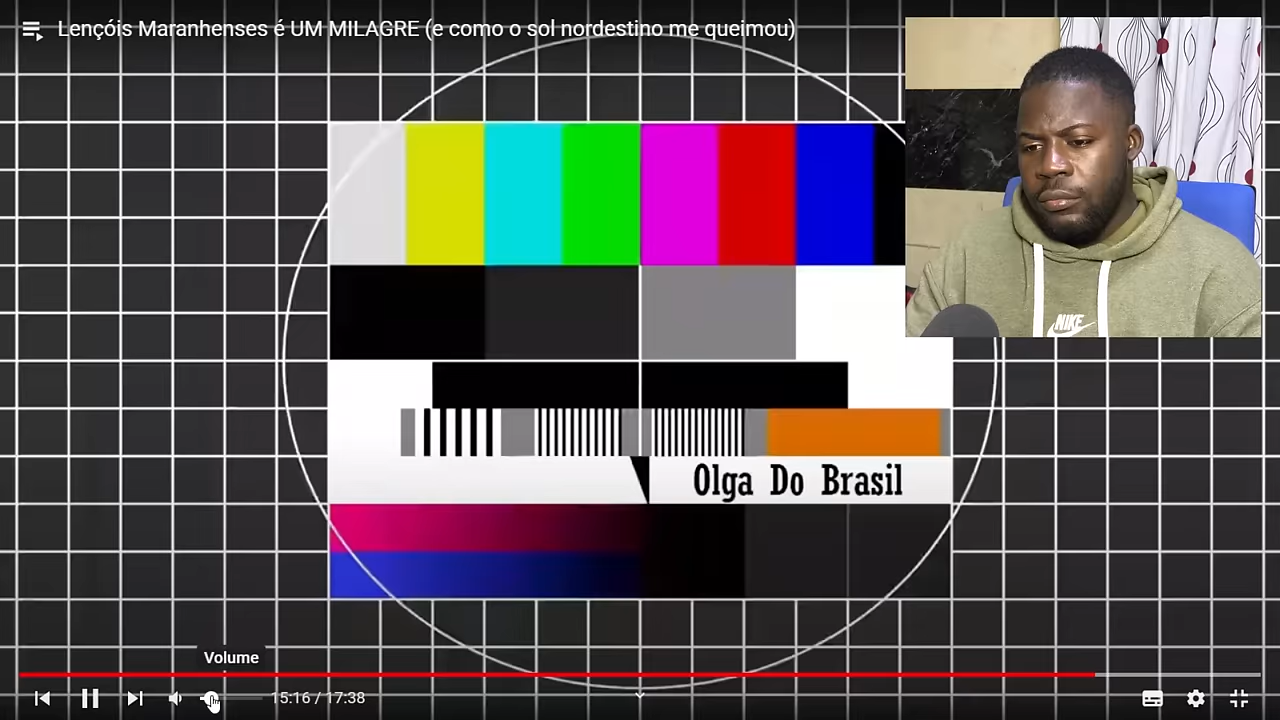 Lençóis Maranhenses é UM MILAGRE (e como o sol nordestino me queimou)
NIKE
Olga Do Brasil
Volume
15:16 / 17:38